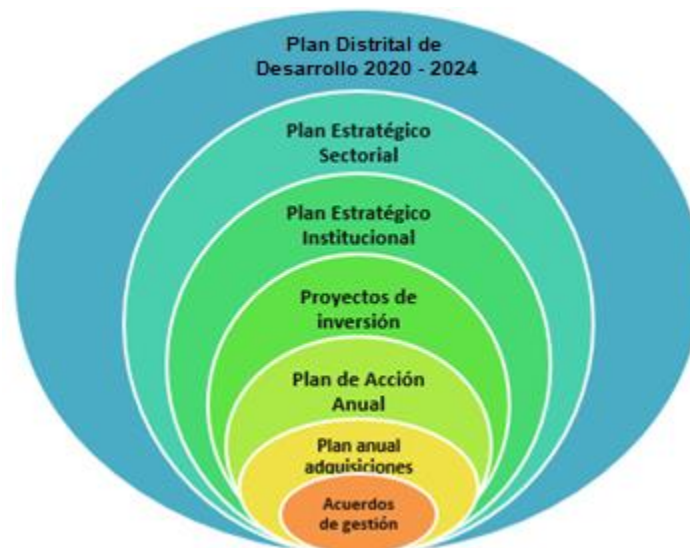 Plan Distrital de
Desarrollo 2020 - 2024
Plan Estratégico
Sectorial
Plan Estratégico
Institucional
Proyectos de
inversión
Plan de Acción
Anual
Plan anual
adquisiciones
Acuerdos
de gestión